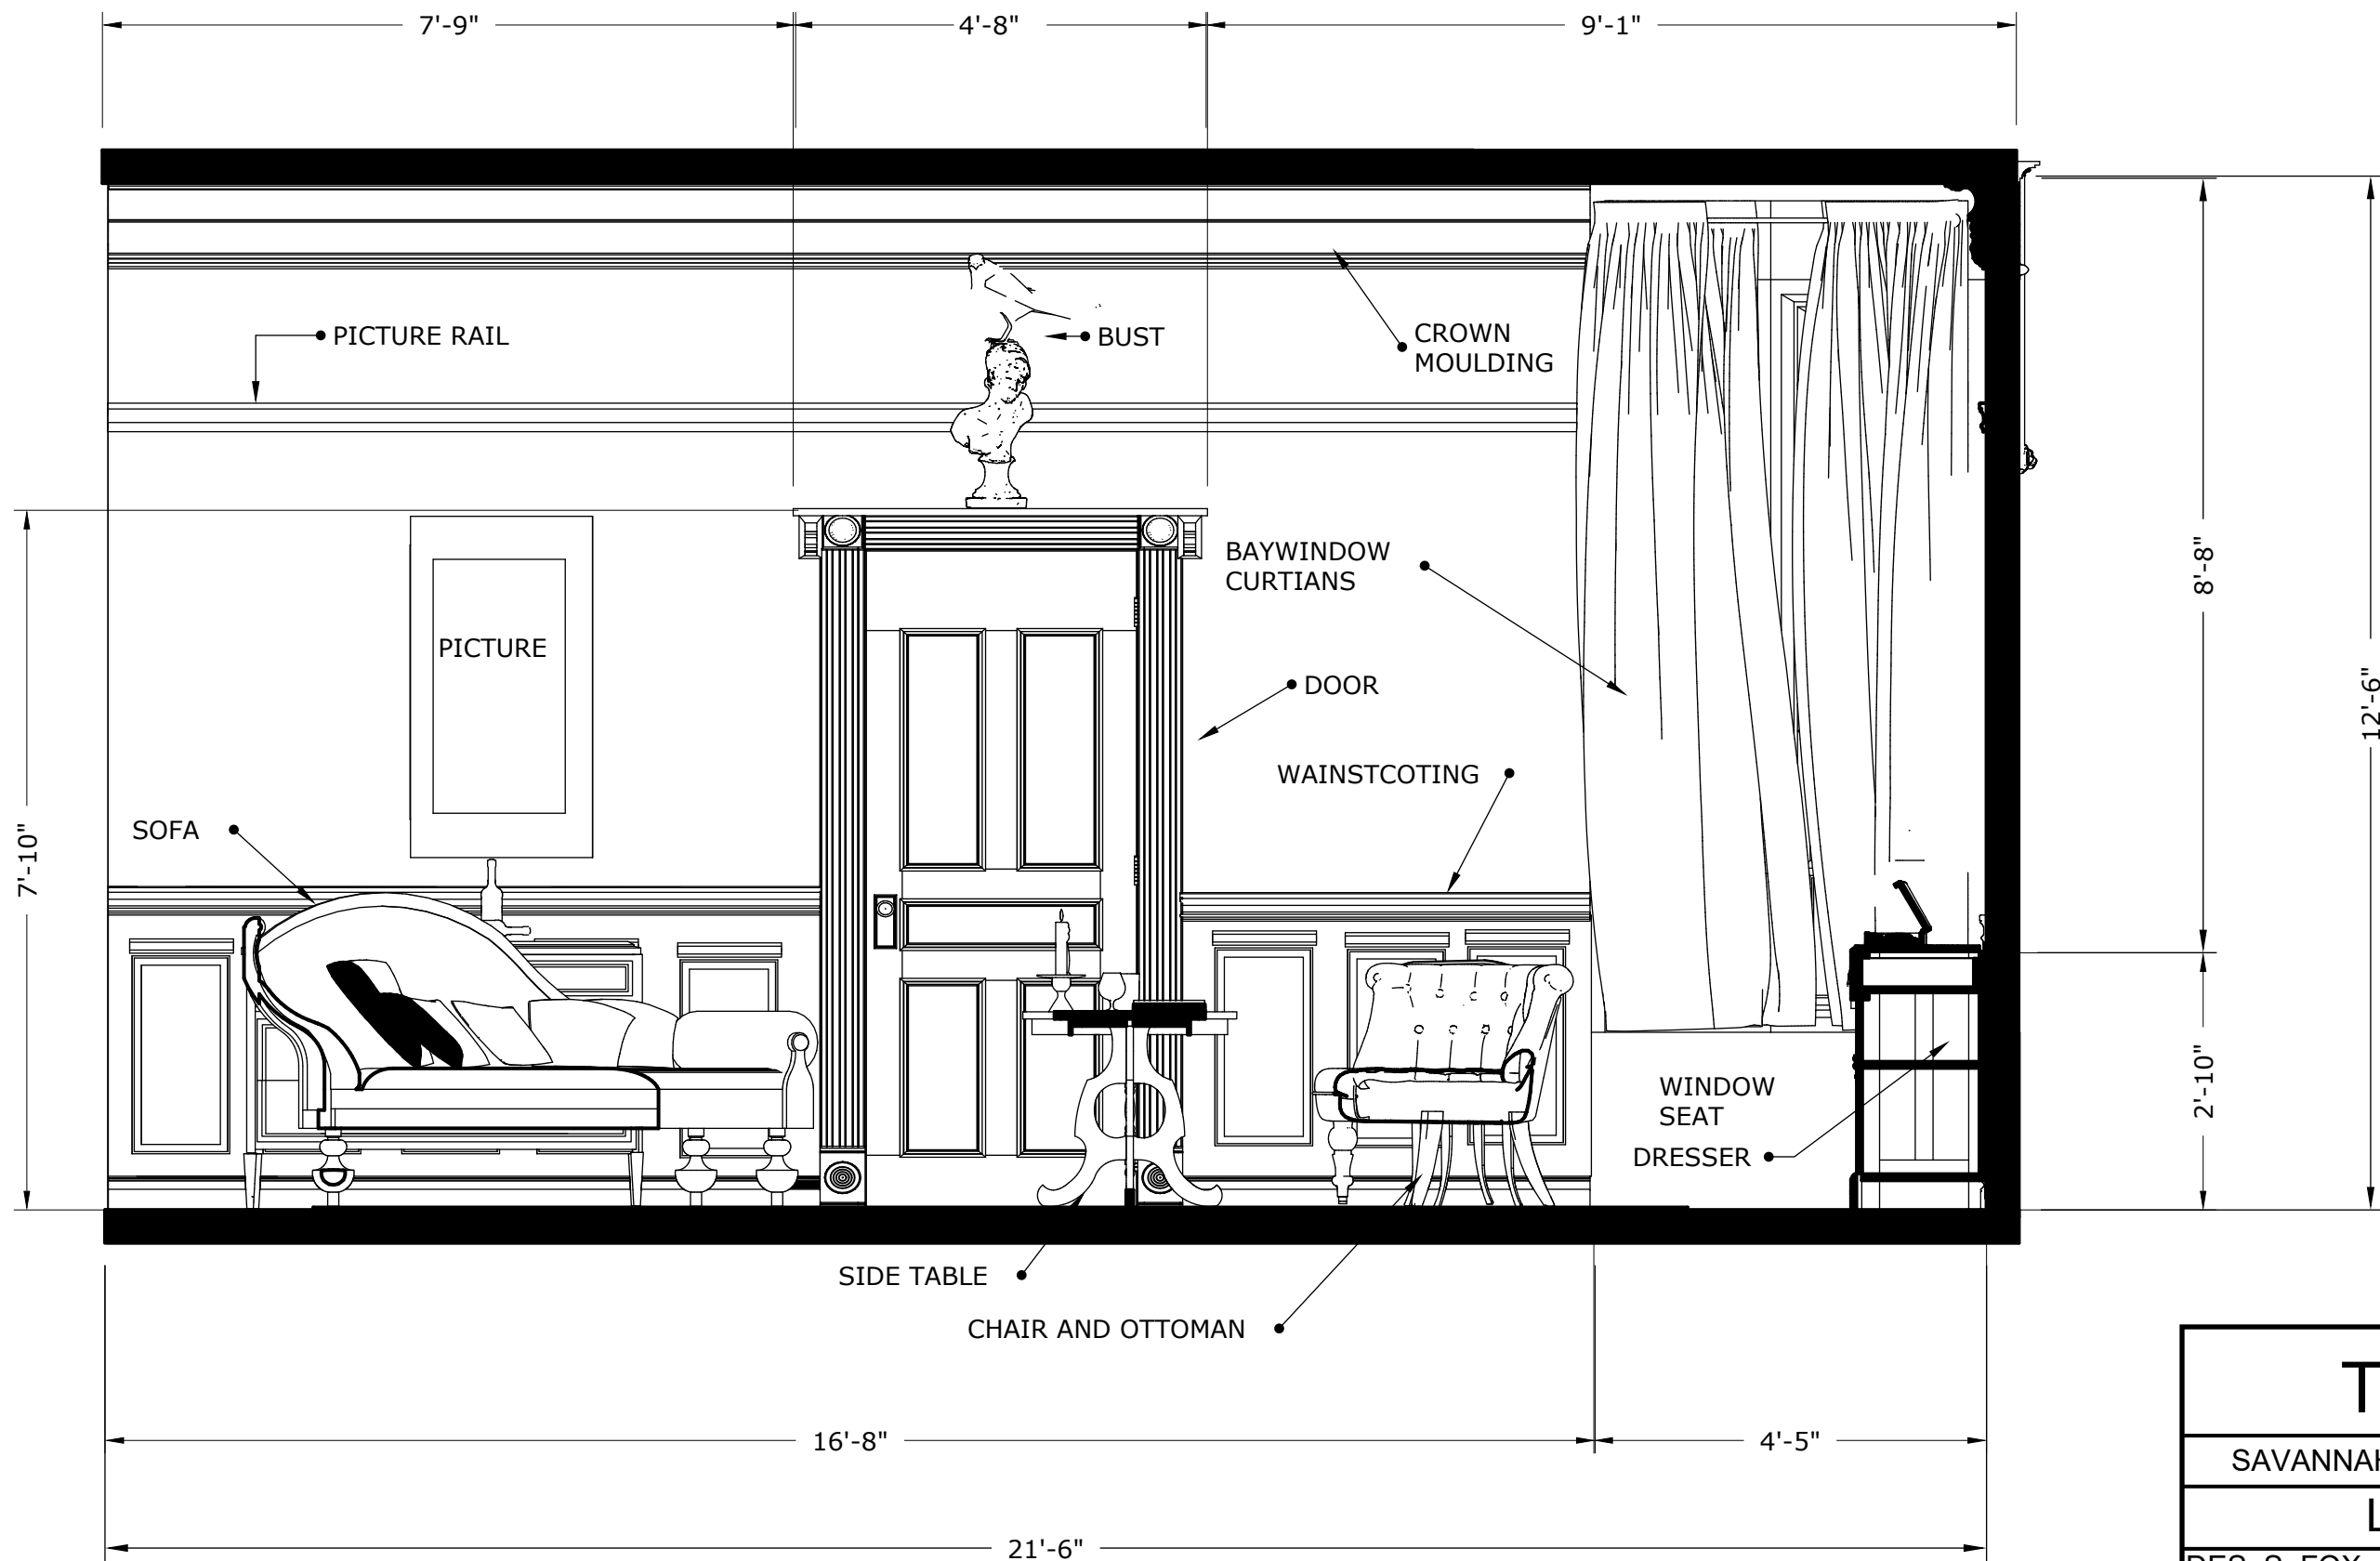 7'-9"
4'-8"
9'-1"
PICTURE RAIL
BUST
CROWN
MOULDING
BAYWINDOW
CURTIANS
8'-8"
PICTURE
DOOR
12'-6"
WAINSTCOTING
SOFA
7'-10"
WINDOW
SEAT
2'-10"
DRESSER
SIDE TABLE
CHAIR AND OTTOMAN
T
16'-8"
4'-5"
SAVANNAH
L
21'-6"